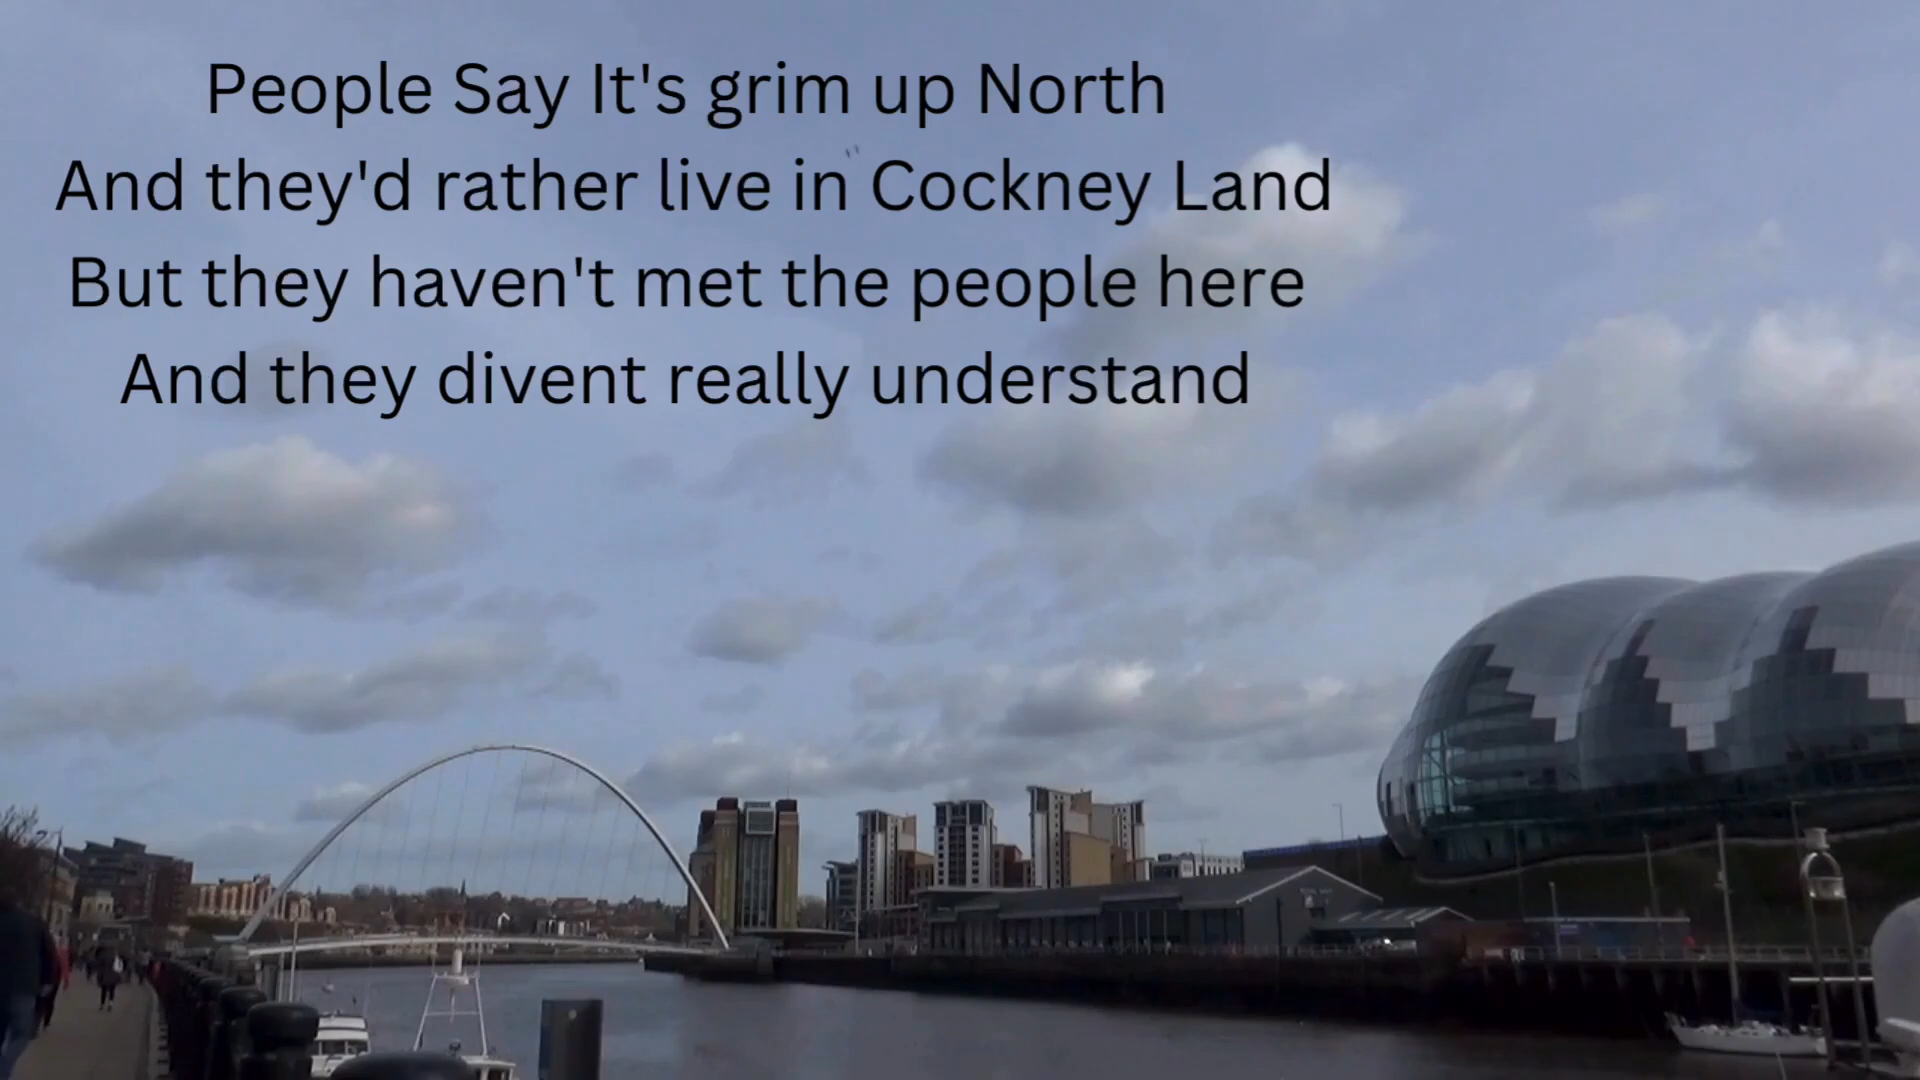 People Say It's grim up North
And they'd rather live in Cockney Land
But they haven't met the people here
And they divent really understand